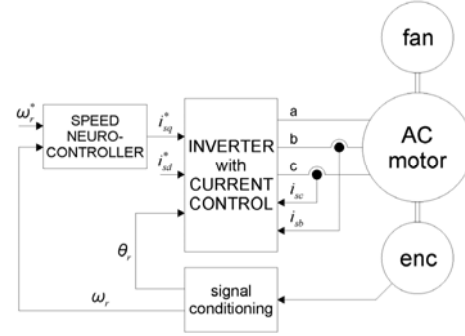 fan
ω*r
SPEED
NEURO-
CONTROLLER
i*sq
i*sd
INVERTER
with
CURRENT
CONTROL
a
b
c
isc
isb
AC
motor
θr
ωr
signal
conditioning
enc